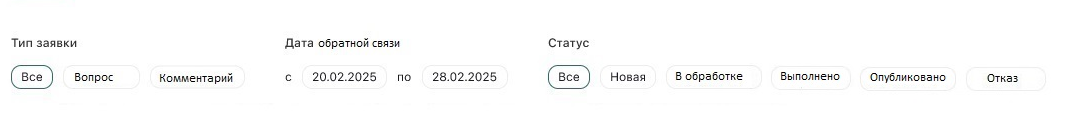 Тип заявки Дата обратной связи Статус
Все Вопрос Комментарий с 20.02.2025 по 28.02.2025 Все Новая В обработке Выполнено Опубликовано Отказ